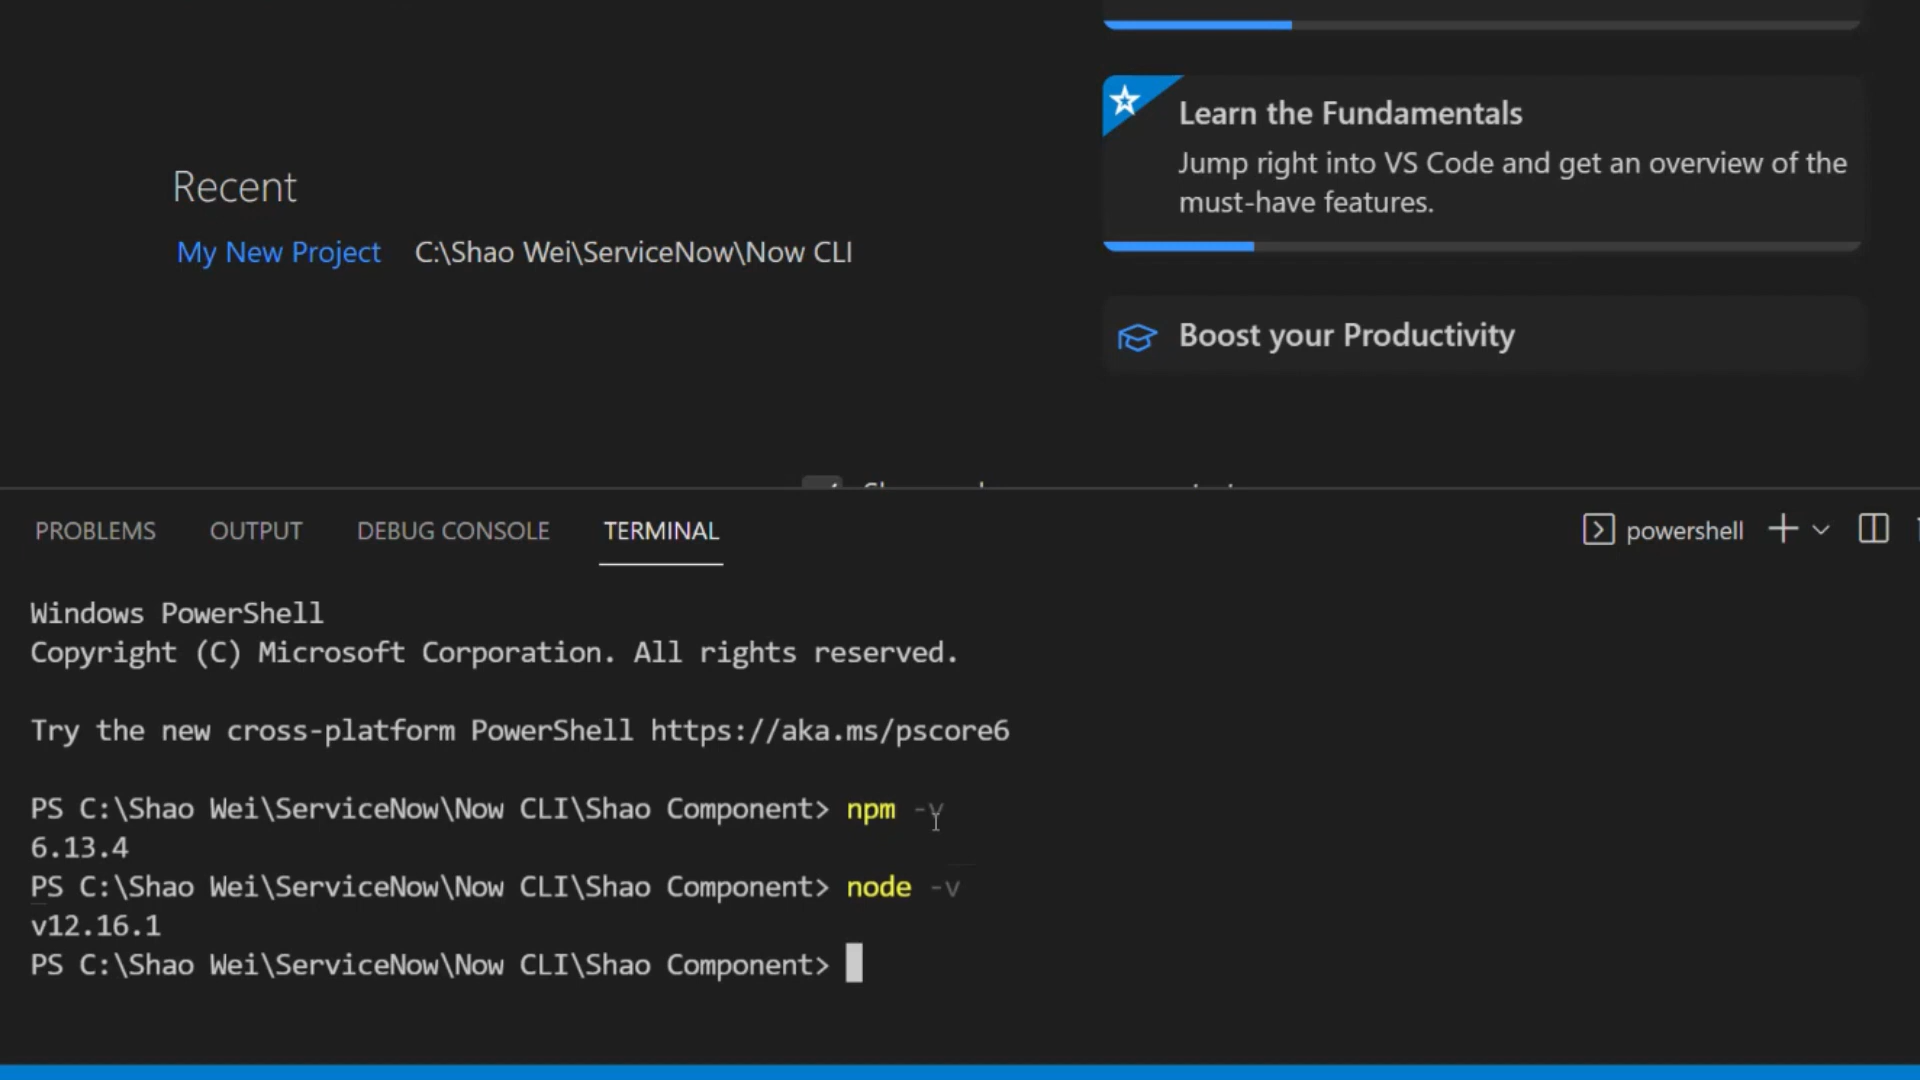 Learn the Fundamentals
Jump right into VS Code and get an overview of the
must-have features.
Recent
My New Project C:\Shao Wei\ServiceNow\Now CLI
Boost your Productivity
PROBLEMS OUTPUT DEBUG CONSOLE TERMINAL powershell
Windows PowerShell
Copyright (C) Microsoft Corporation. All rights reserved.
Try the new cross-platform PowerShell https://aka.ms/pscore6
PS C:\Shao Wei\ServiceNow\Now CLI\Shao Component> npm -v
6.13.4
PS C:\Shao Wei\ServiceNow\Now CLI\Shao Component> node -v
v12.16.1
PS C:\Shao Wei\ServiceNow\Now CLI\Shao Component>